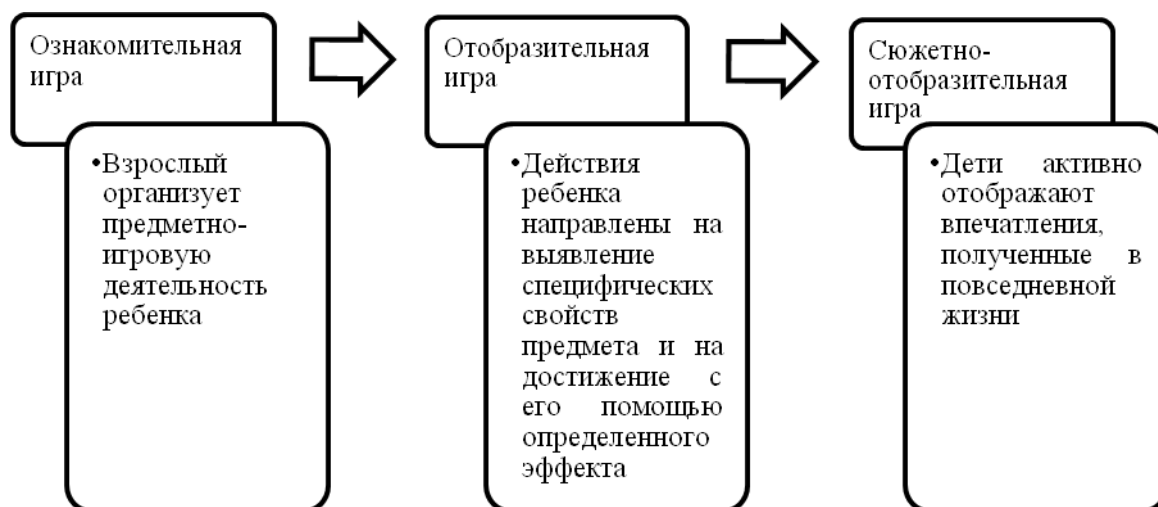 Ознакомительная
игра
•Взрослый
организует
предметно-
игровую
деятельность
ребенка
Отобразительная
игра
•Действия
ребенка
направлены на
выявление
специфических
свойств
предмета и на
достижение с
его помощью
определенного
эффекта
Сюжетно-
отобразительная
игра
•Дети активно
отображают
впечатления,
полученные в
повседневной
жизни